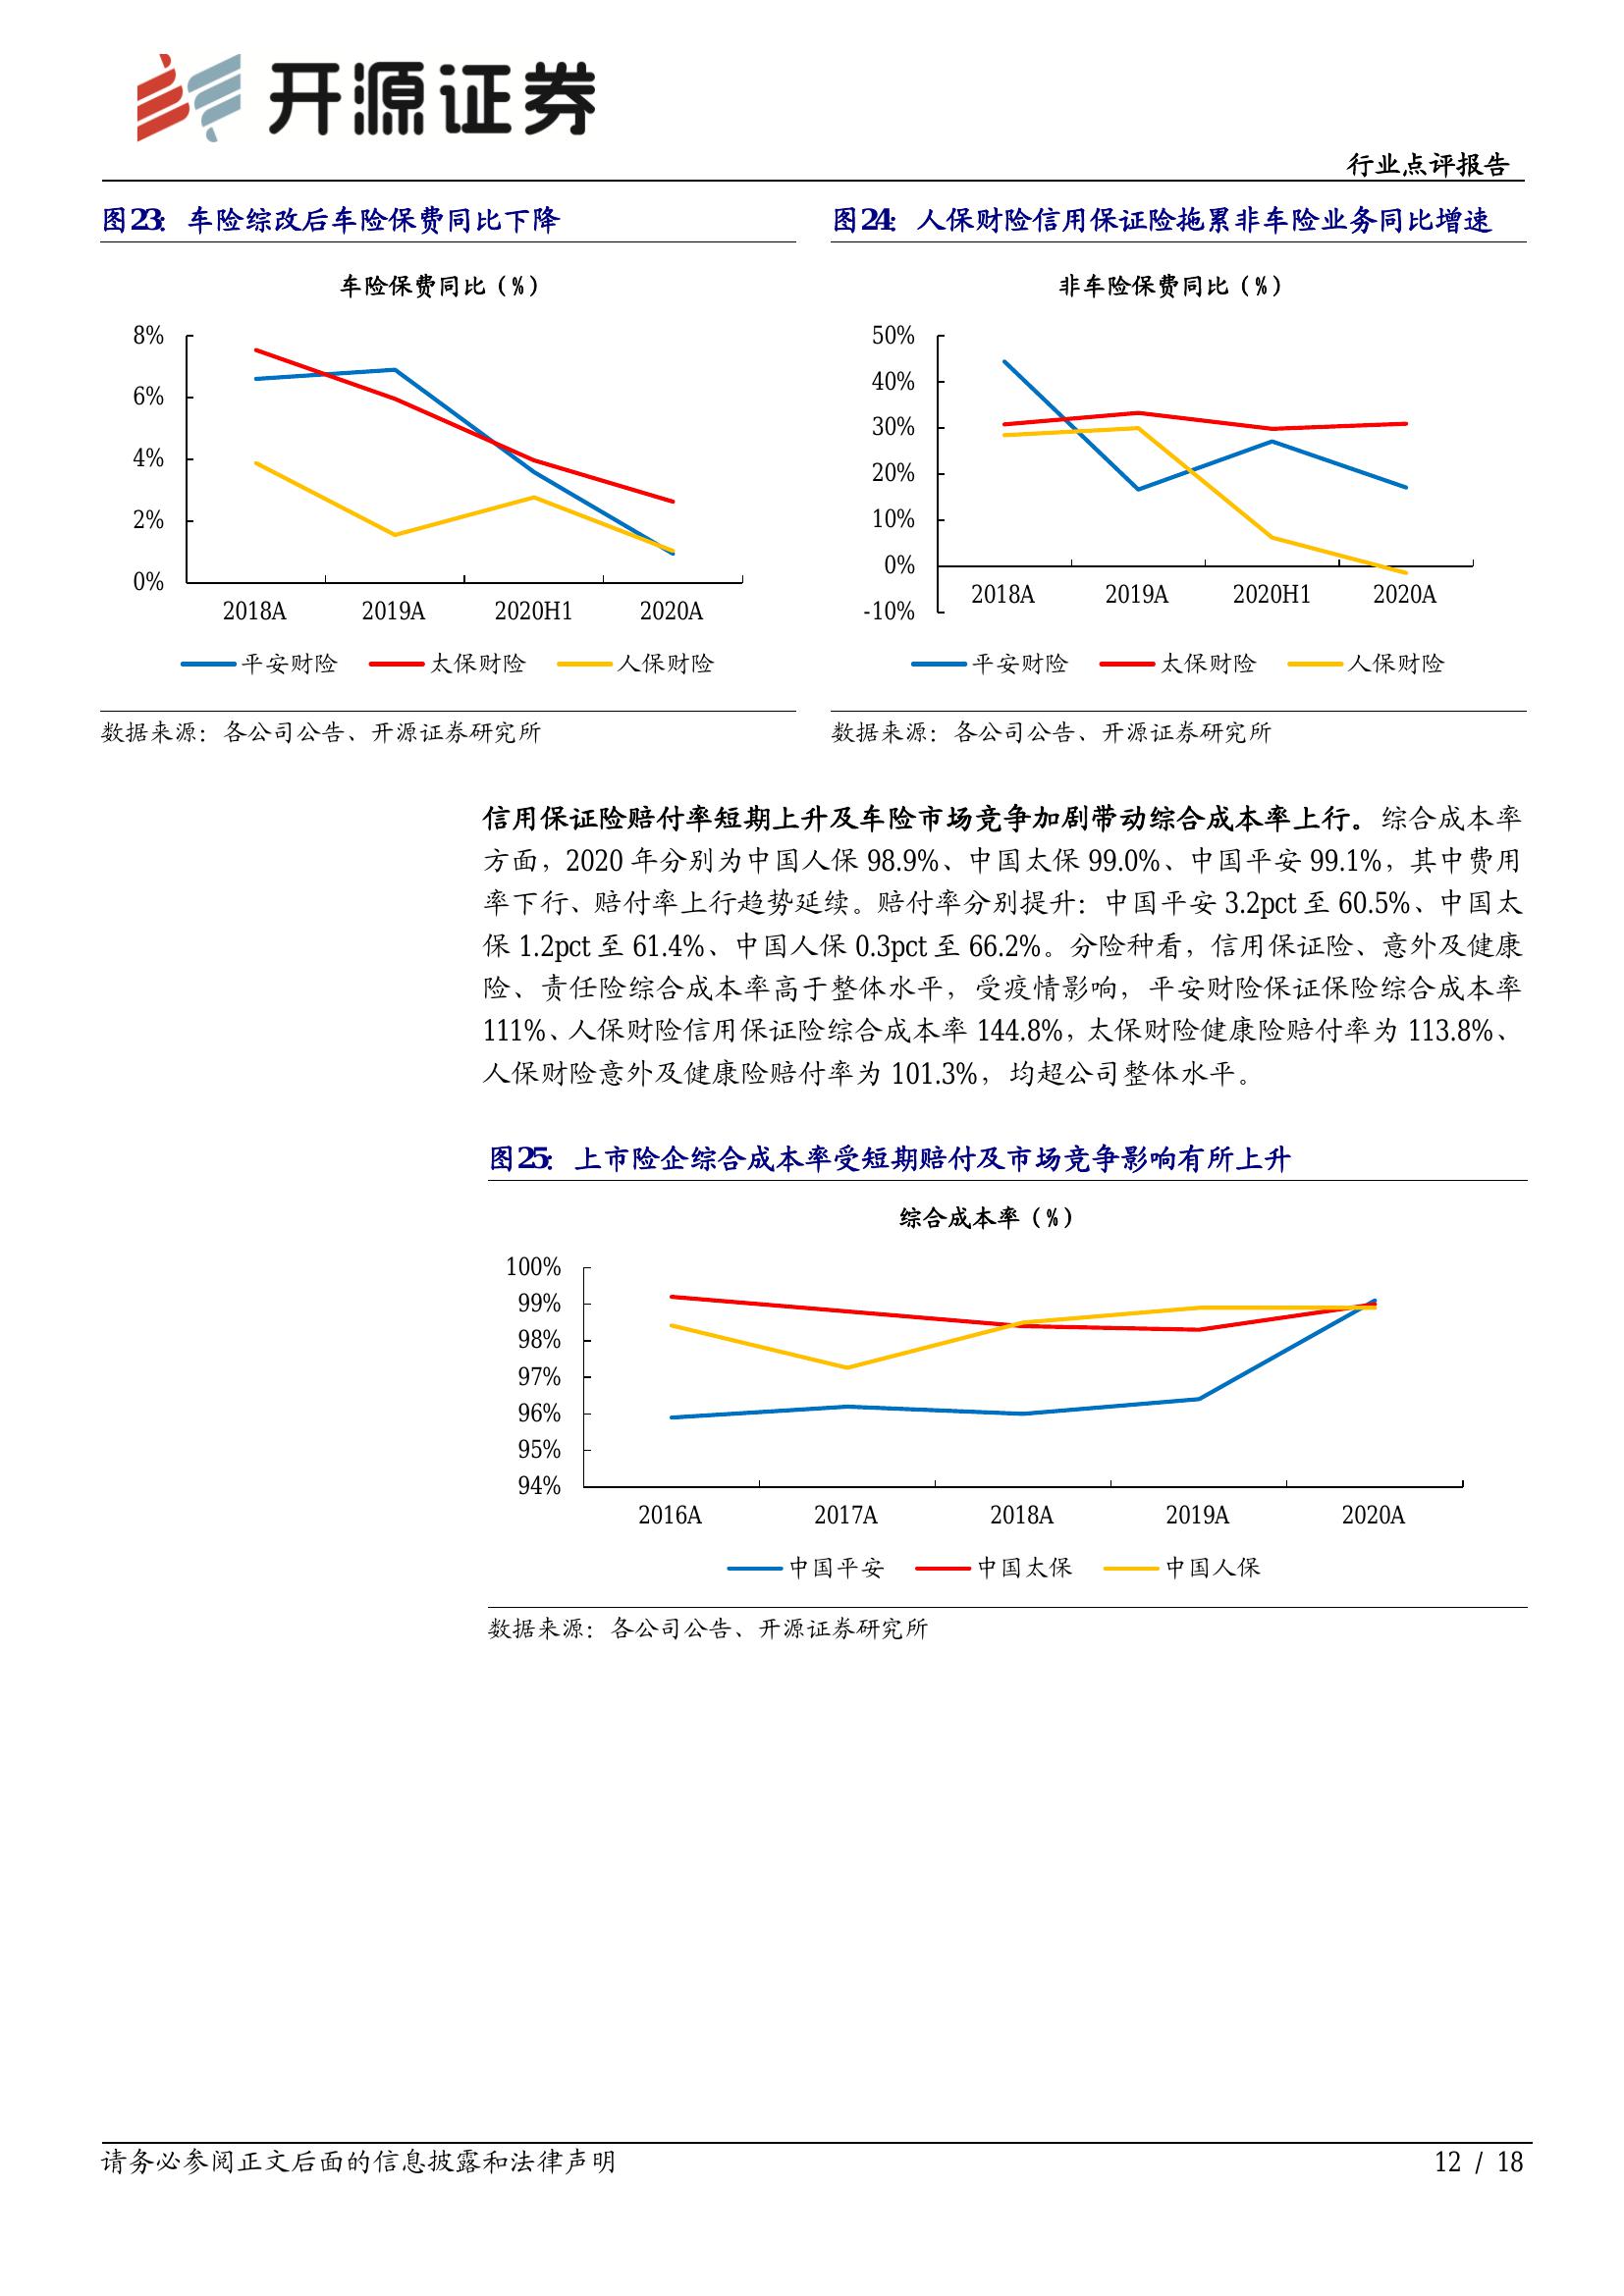 开源证券
行业点评报告
图23：车险综改后车险保费同比下降
车险保费同比（%）
8%
6%
4%
2%
0%
2018A 2019A 2020H1 2020A
平安财险 太保财险 人保财险
数据来源：各公司公告、开源证券研究所
图24：人保财险信用保证险拖累非车险业务同比增速
非车险保费同比（%）
50%
40%
30%
20%
10%
0%
-10%
2018A 2019A 2020H1 2020A
平安财险 太保财险 人保财险
数据来源：各公司公告、开源证券研究所
信用保证险赔付率短期上升及车险市场竞争加剧带动综合成本率上行。综合成本率
方面，2020 年分别为中国人保 98.9%、中国太保 99.0%、中国平安 99.1%，其中费用
率下行、赔付率上行趋势延续。赔付率分别提升：中国平安 3.2pct 至 60.5%、中国太
保 1.2pct 至 61.4%、中国人保 0.3pct 至 66.2%。分险种看，信用保证险、意外及健康
险、责任险综合成本率高于整体水平，受疫情影响，平安财险保证保险综合成本率
111%、人保财险信用保证险综合成本率 144.8%，太保财险健康险赔付率为 113.8%、
人保财险意外及健康险赔付率为 101.3%，均超公司整体水平。
图25：上市险企综合成本率受短期赔付及市场竞争影响有所上升
综合成本率（%）
100%
99%
98%
97%
96%
95%
94%
2016A 2017A 2018A 2019A 2020A
中国平安 中国太保 中国人保
数据来源：各公司公告、开源证券研究所
请务必参阅正文后面的信息披露和法律声明
12 / 18